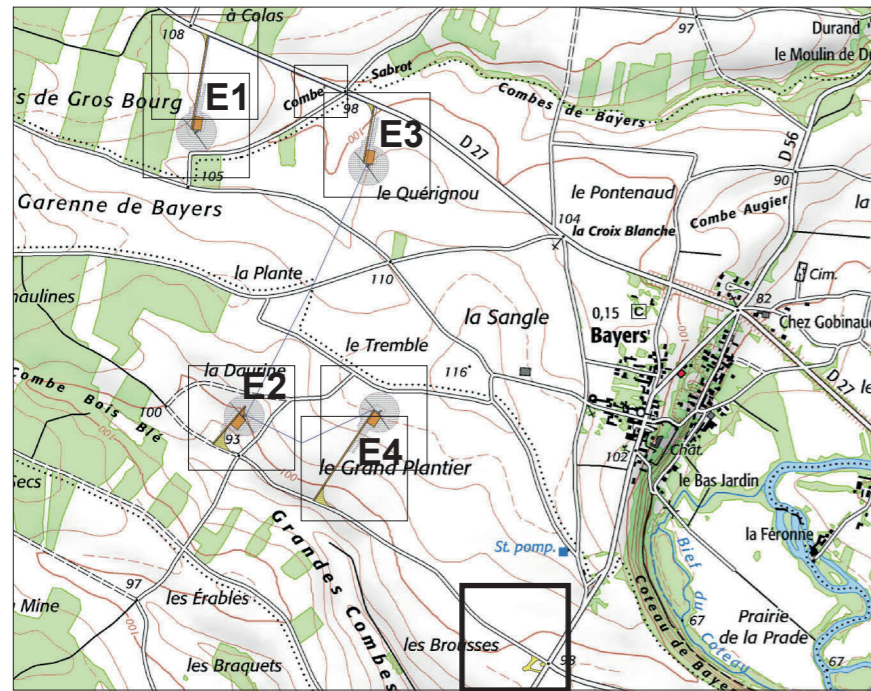 à Colas
108
97
Durand
le Moulin de Du
is de Gros Bourg
E1
Combe Sabrot
98
Combes de Bayers
E3
D 27
D 56
105
le Quérignou
le Pontenaud
90
Garenne de Bayers
Combe Augier
la
104
la Croix Blanche
la Plante
110
Cim.
naulines
la Sangle
0,15
C
Bayers
82
Chez Gobinaud
le Tremble
116
la Daurine
E2
D 27
le
Combe Bois Blé
100
93
E4
100
le Grand Plantier
102
Chât.
Secs
le Bas Jardin
Grandes Combes
St. pomp.
la Féronne
Bief du Coteau
97
Mine
les Érables
67
Prairie
de la Prade
Coteau de Baye
les Brousses
les Braquets
93
67